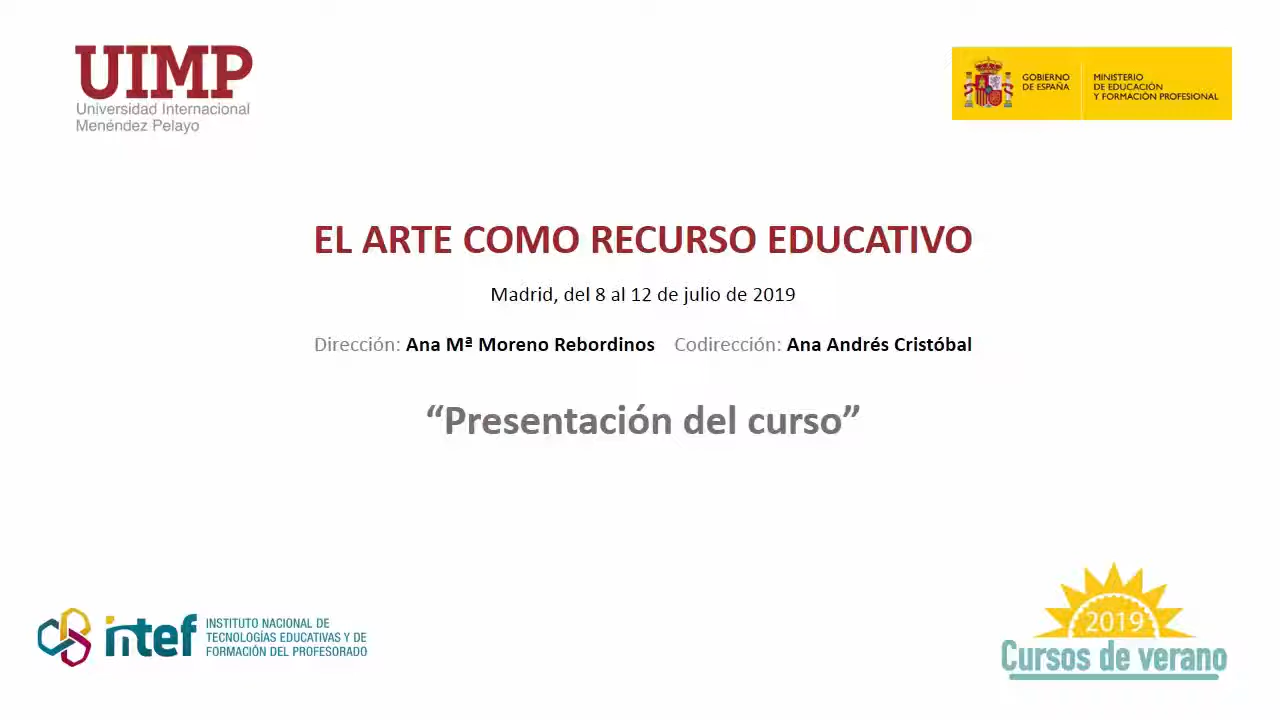 UIMP
Universidad Internacional
Menéndez Pelayo
GOBIERNO
DE ESPAÑA
MINISTERIO
DE EDUCACIÓN
Y FORMACIÓN PROFESIONAL
EL ARTE COMO RECURSO EDUCATIVO
Madrid, del 8 al 12 de julio de 2019
Dirección: Ana Mª Moreno Rebordinos Codirección: Ana Andrés Cristóbal
“Presentación del curso”
intef
INSTITUTO NACIONAL DE
TECNOLOGÍAS EDUCATIVAS Y DE
FORMACIÓN DEL PROFESORADO
2019
Cursos de verano